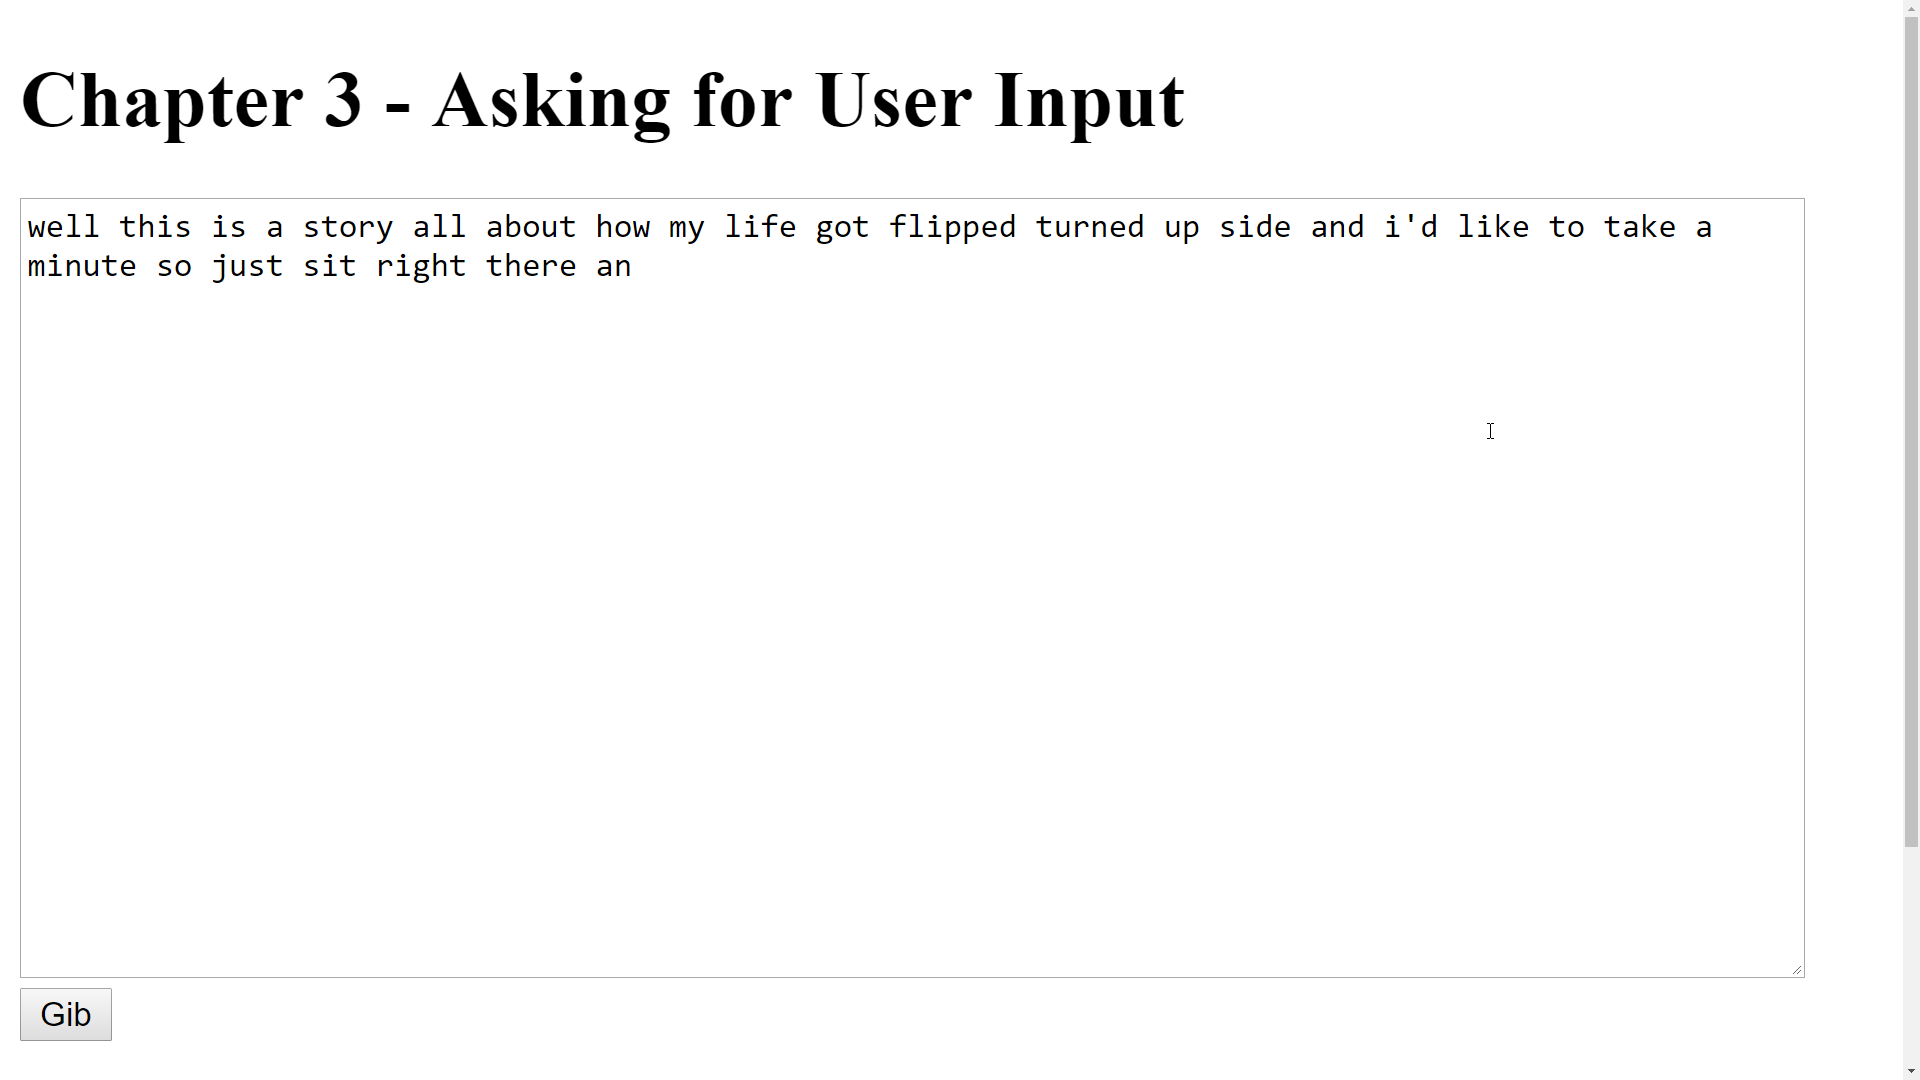 Chapter 3 - Asking for User Input
well this is a story all about how my life got flipped turned up side and i'd like to take a
minute so just sit right there an
Gib